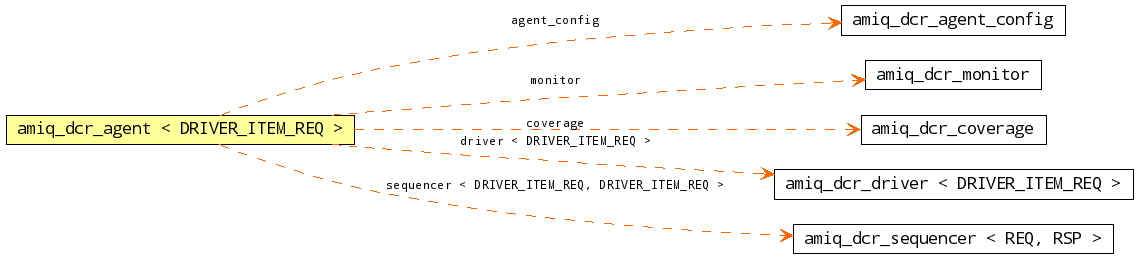 agent_config
amiq_dcr_agent_config
monitor
amiq_dcr_monitor
amiq_dcr_agent < DRIVER_ITEM_REQ >
coverage
amiq_dcr_coverage
driver < DRIVER_ITEM_REQ >
amiq_dcr_driver < DRIVER_ITEM_REQ >
sequencer < DRIVER_ITEM_REQ, DRIVER_ITEM_REQ >
amiq_dcr_sequencer < REQ, RSP >